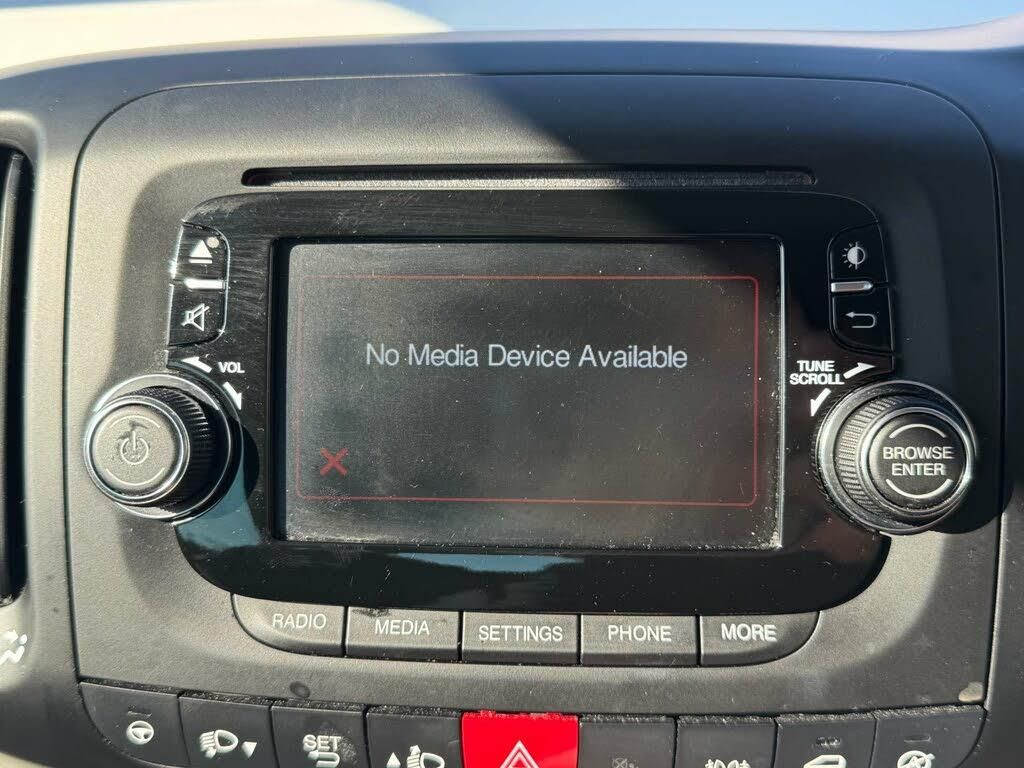 No Media Device Available
VOL
TUNE
SCROLL
BROWSE
ENTER
RADIO
MEDIA
SETTINGS
PHONE
MORE
SET